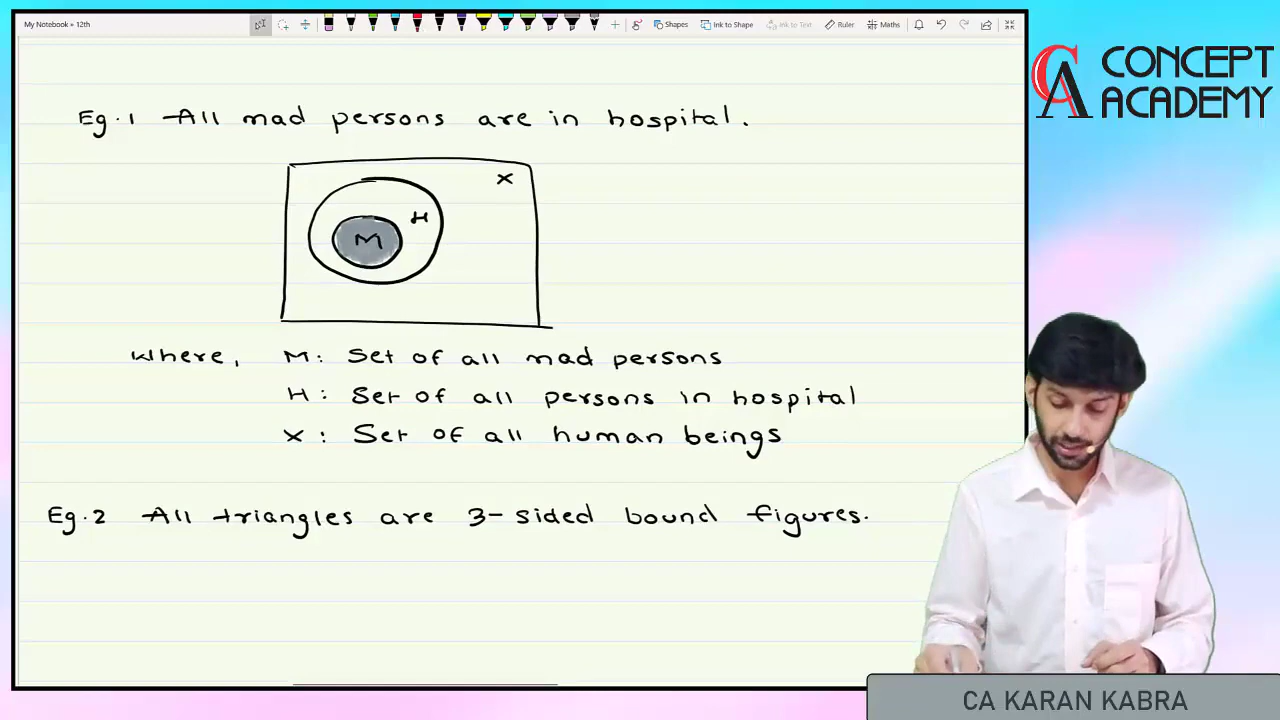 My Notebook » 12th
Shapes
Ink to Shape
Ink to Text
Ruler
Maths
CONCEPT
ACADEMY
CA
Eg.1 All mad persons are in hospital.
X
H
M
Where, M: Set of all mad persons
H: Set of all persons in hospital
X: Set of all human beings
Eg.2 All triangles are 3-sided bound figures.
CA KARAN KABRA